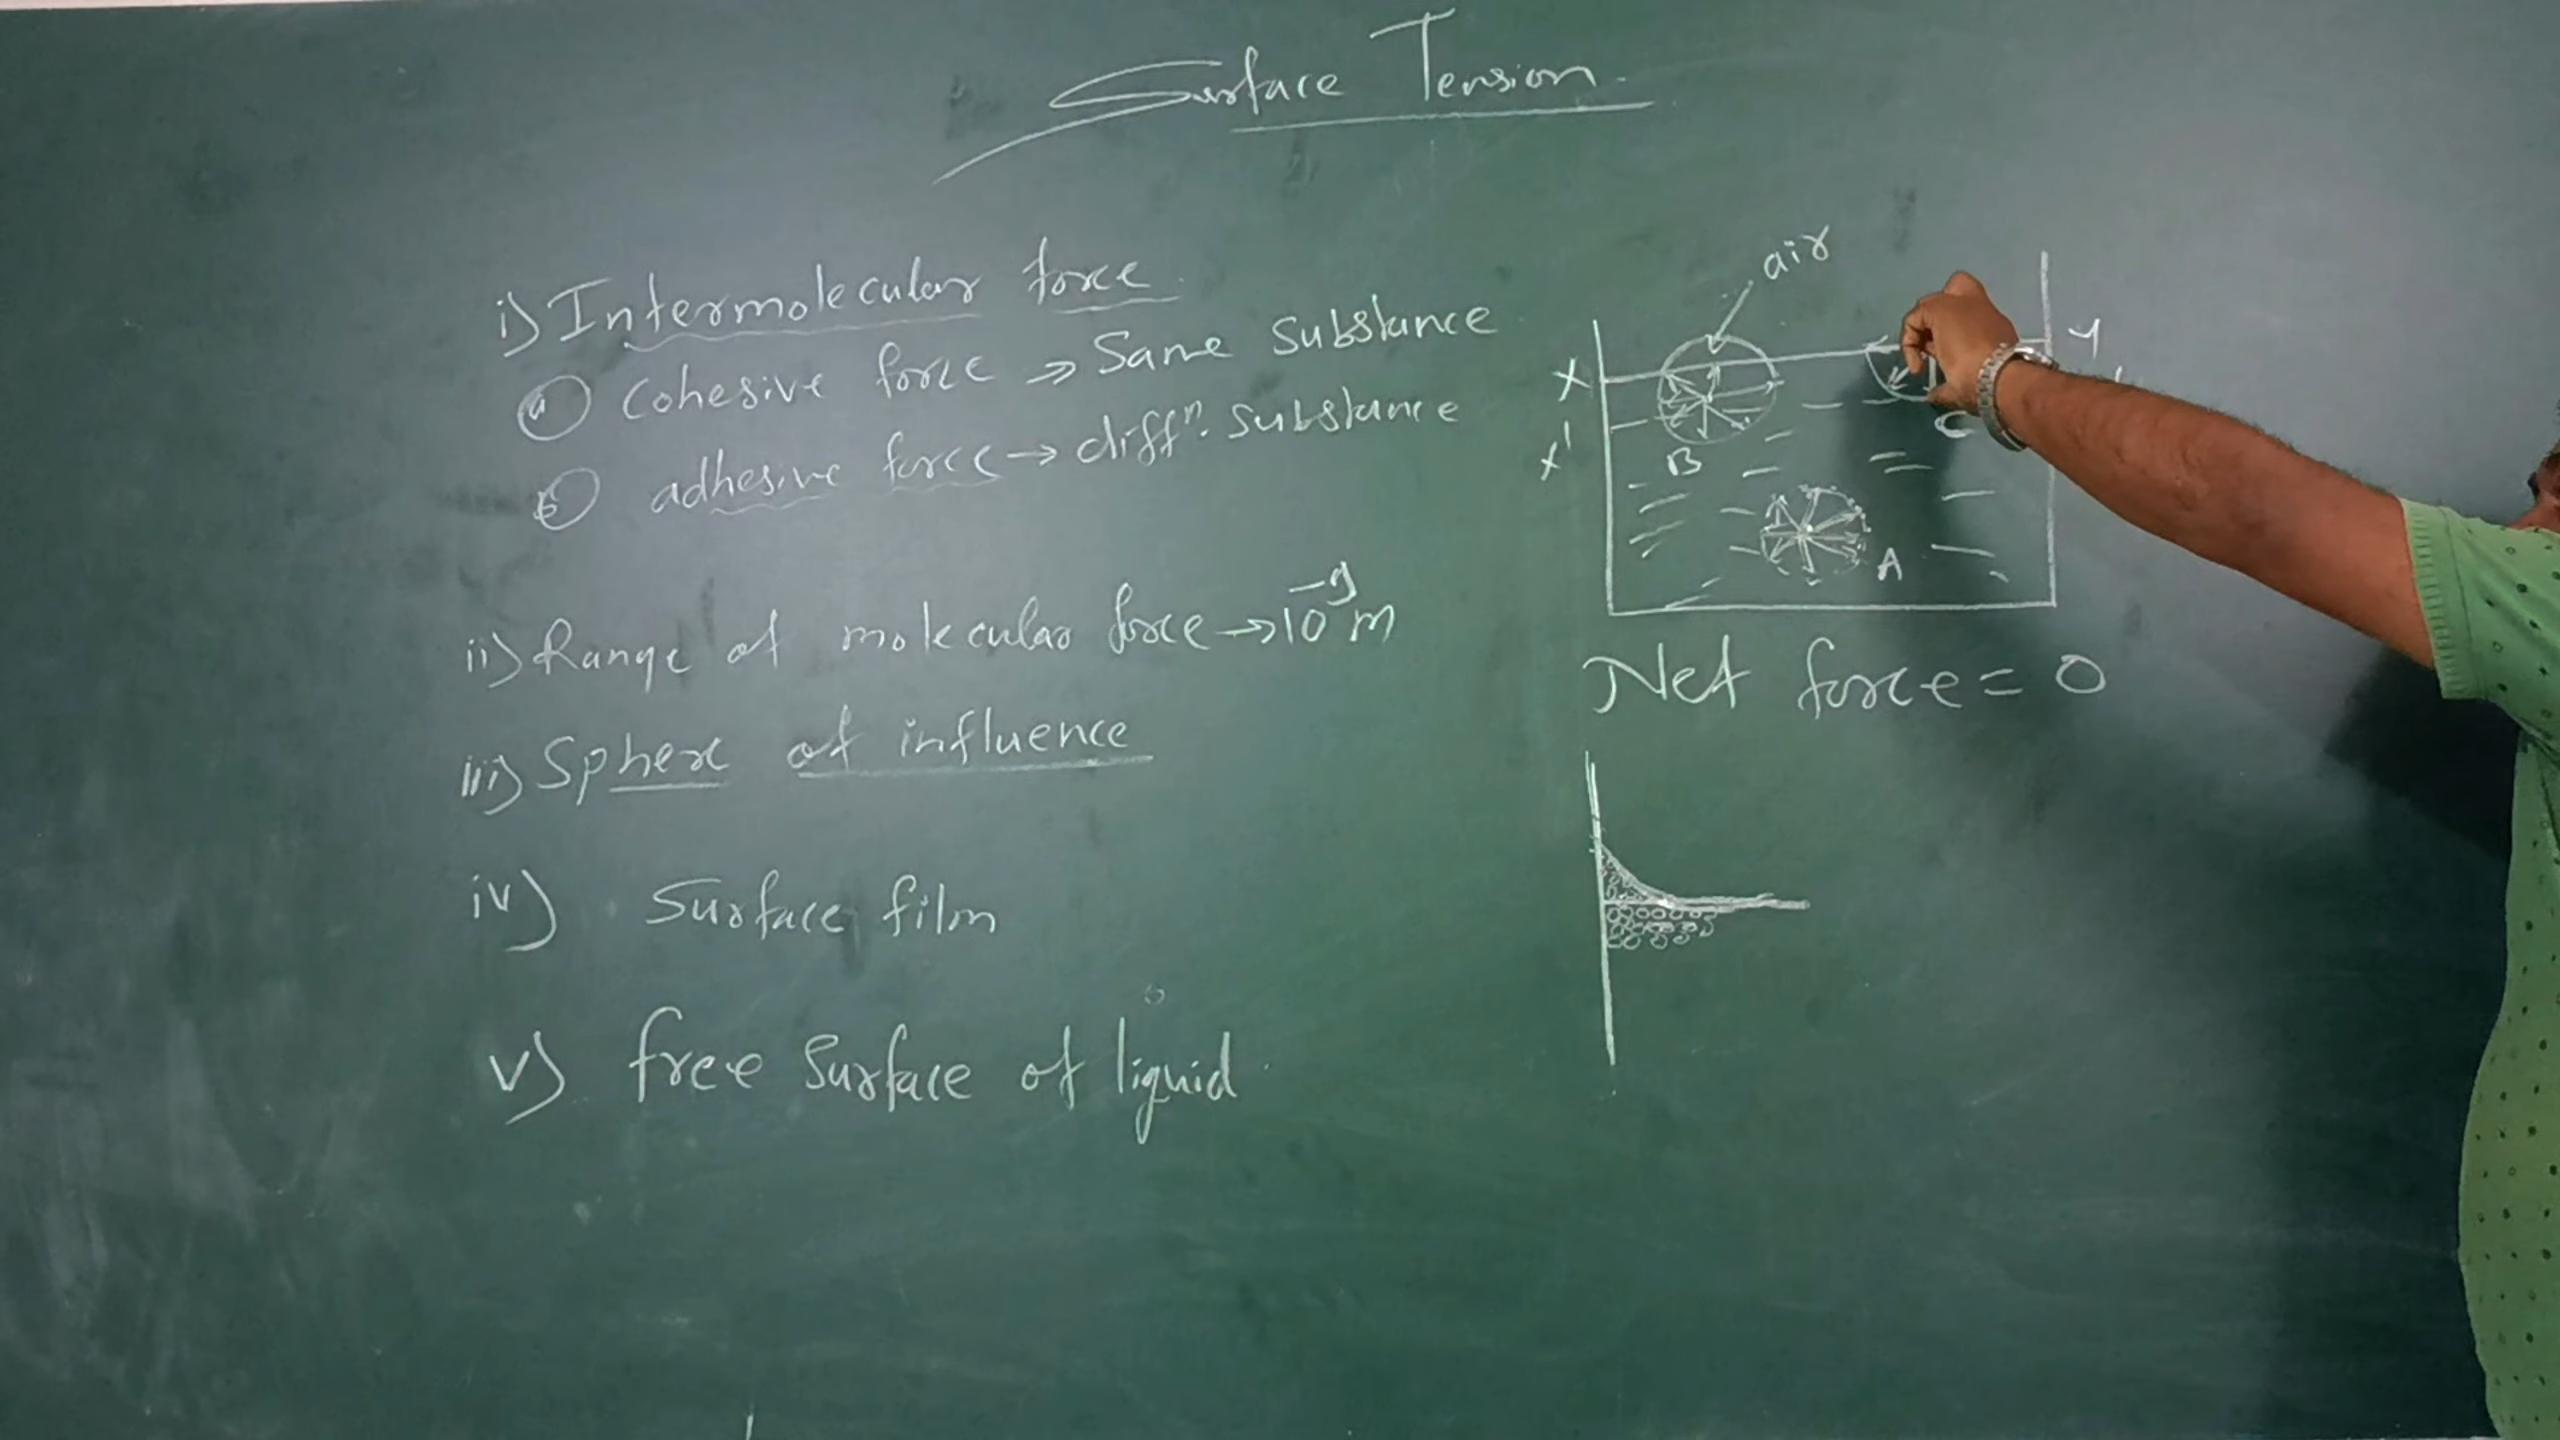 Surface Tension.
i) Intermolecular force.
a) Cohesive force → Same substance
b) adhesive force → diffⁿ. substance
ii) Range of molecular force → 10⁻⁹ m
iii) Sphere of influence
iv) Surface film
v) free surface of liquid.
air
X
Y
X'
B
C
A
Net force = 0